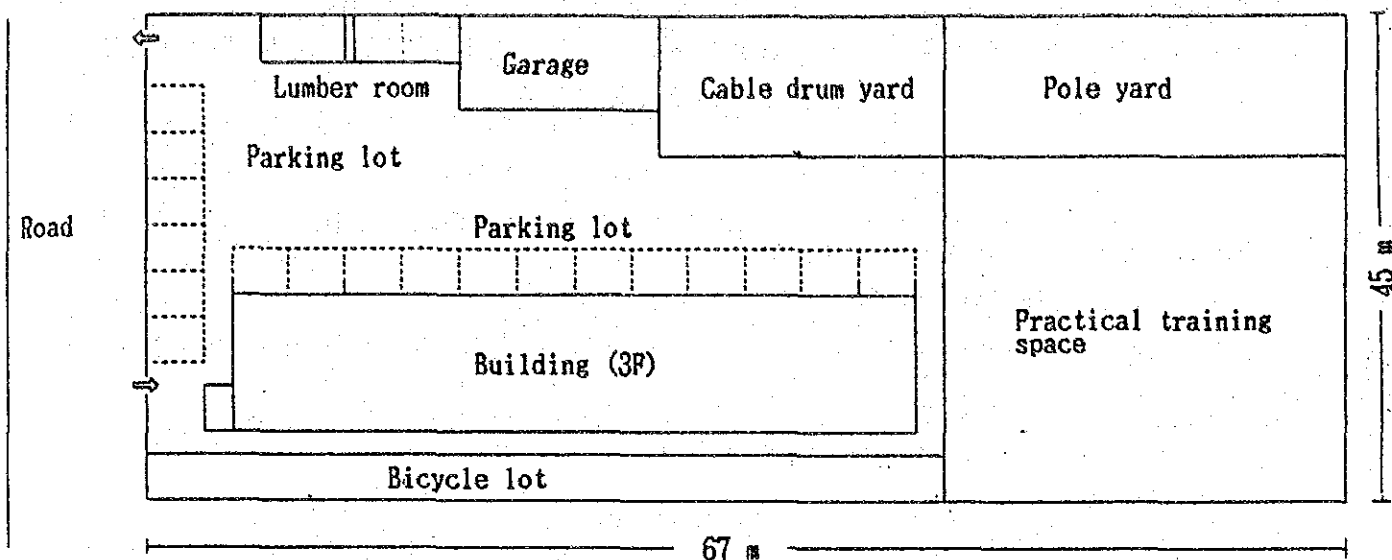 Garage
Lumber room
Cable drum yard
Pole yard
Parking lot
Road
Parking lot
45 m
Practical training
space
Building (3F)
Bicycle lot
67 m